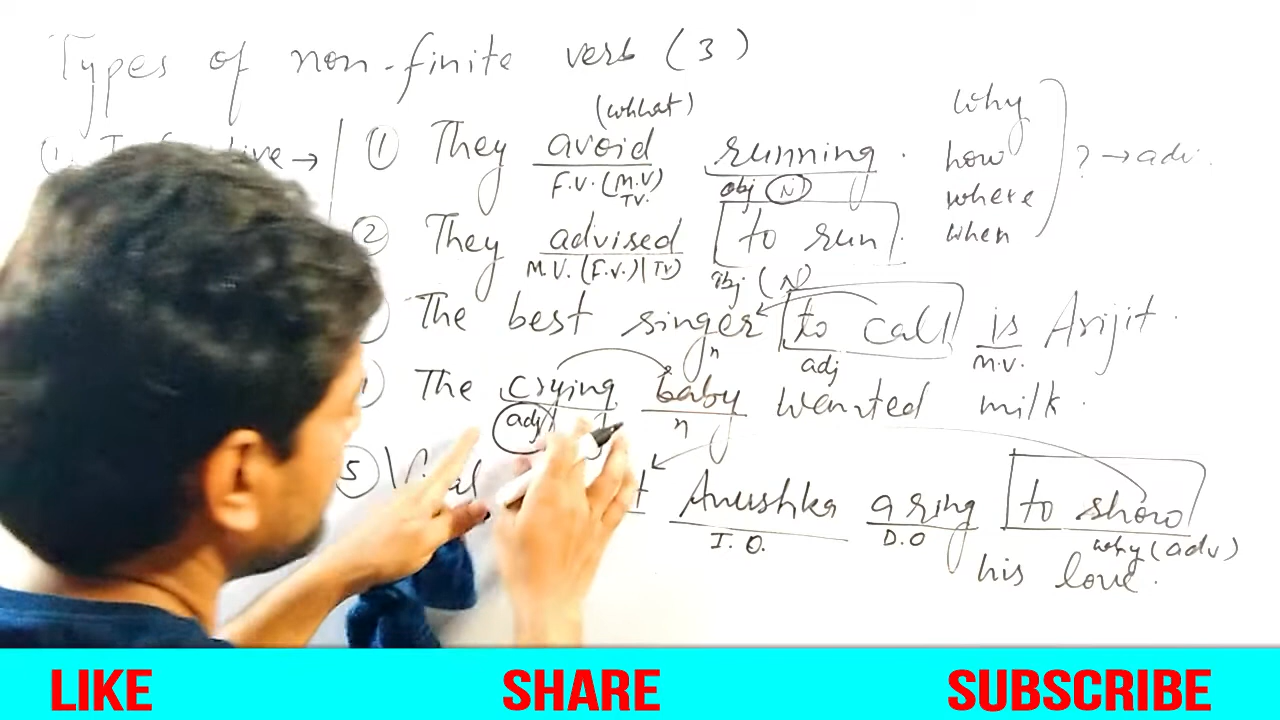 Types of non-finite verb (3)
(what)
① They avoid running.
F.V. (M.V) obj (N)
TV.
② They advised to run.
M.V. (F.V.) | TV) obj (N)
The best singer to call is Arijit.
n adj M.V.
The crying baby wanted milk.
adj n
⑤ Anushka a ring to show
I.O. D.O why (adv)
his love.
why
how ? → adv.
where
when
LIKE SHARE SUBSCRIBE